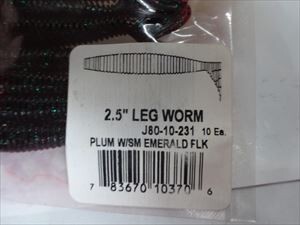 2.5" LEG WORM
J80-10-231 10 Ea.
PLUM W/SM EMERALD FLK
7 83670 10370 6